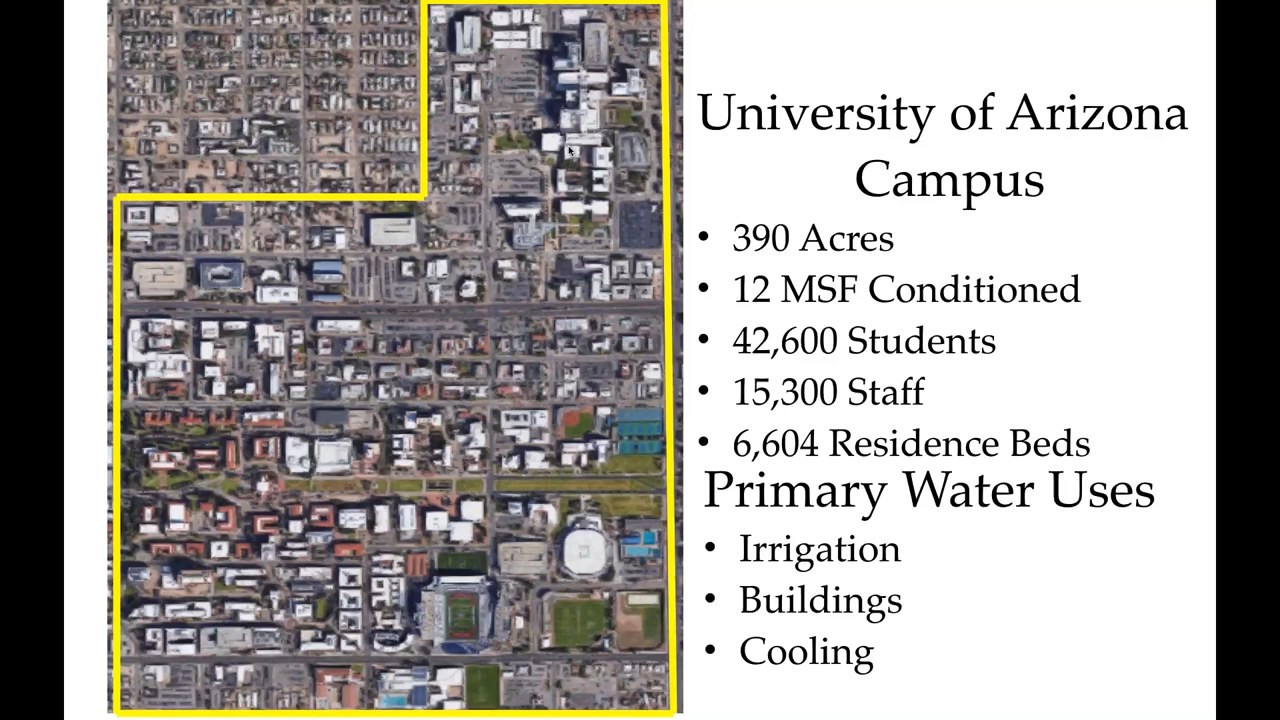 University of Arizona
Campus
• 390 Acres
• 12 MSF Conditioned
• 42,600 Students
• 15,300 Staff
• 6,604 Residence Beds
Primary Water Uses
• Irrigation
• Buildings
• Cooling